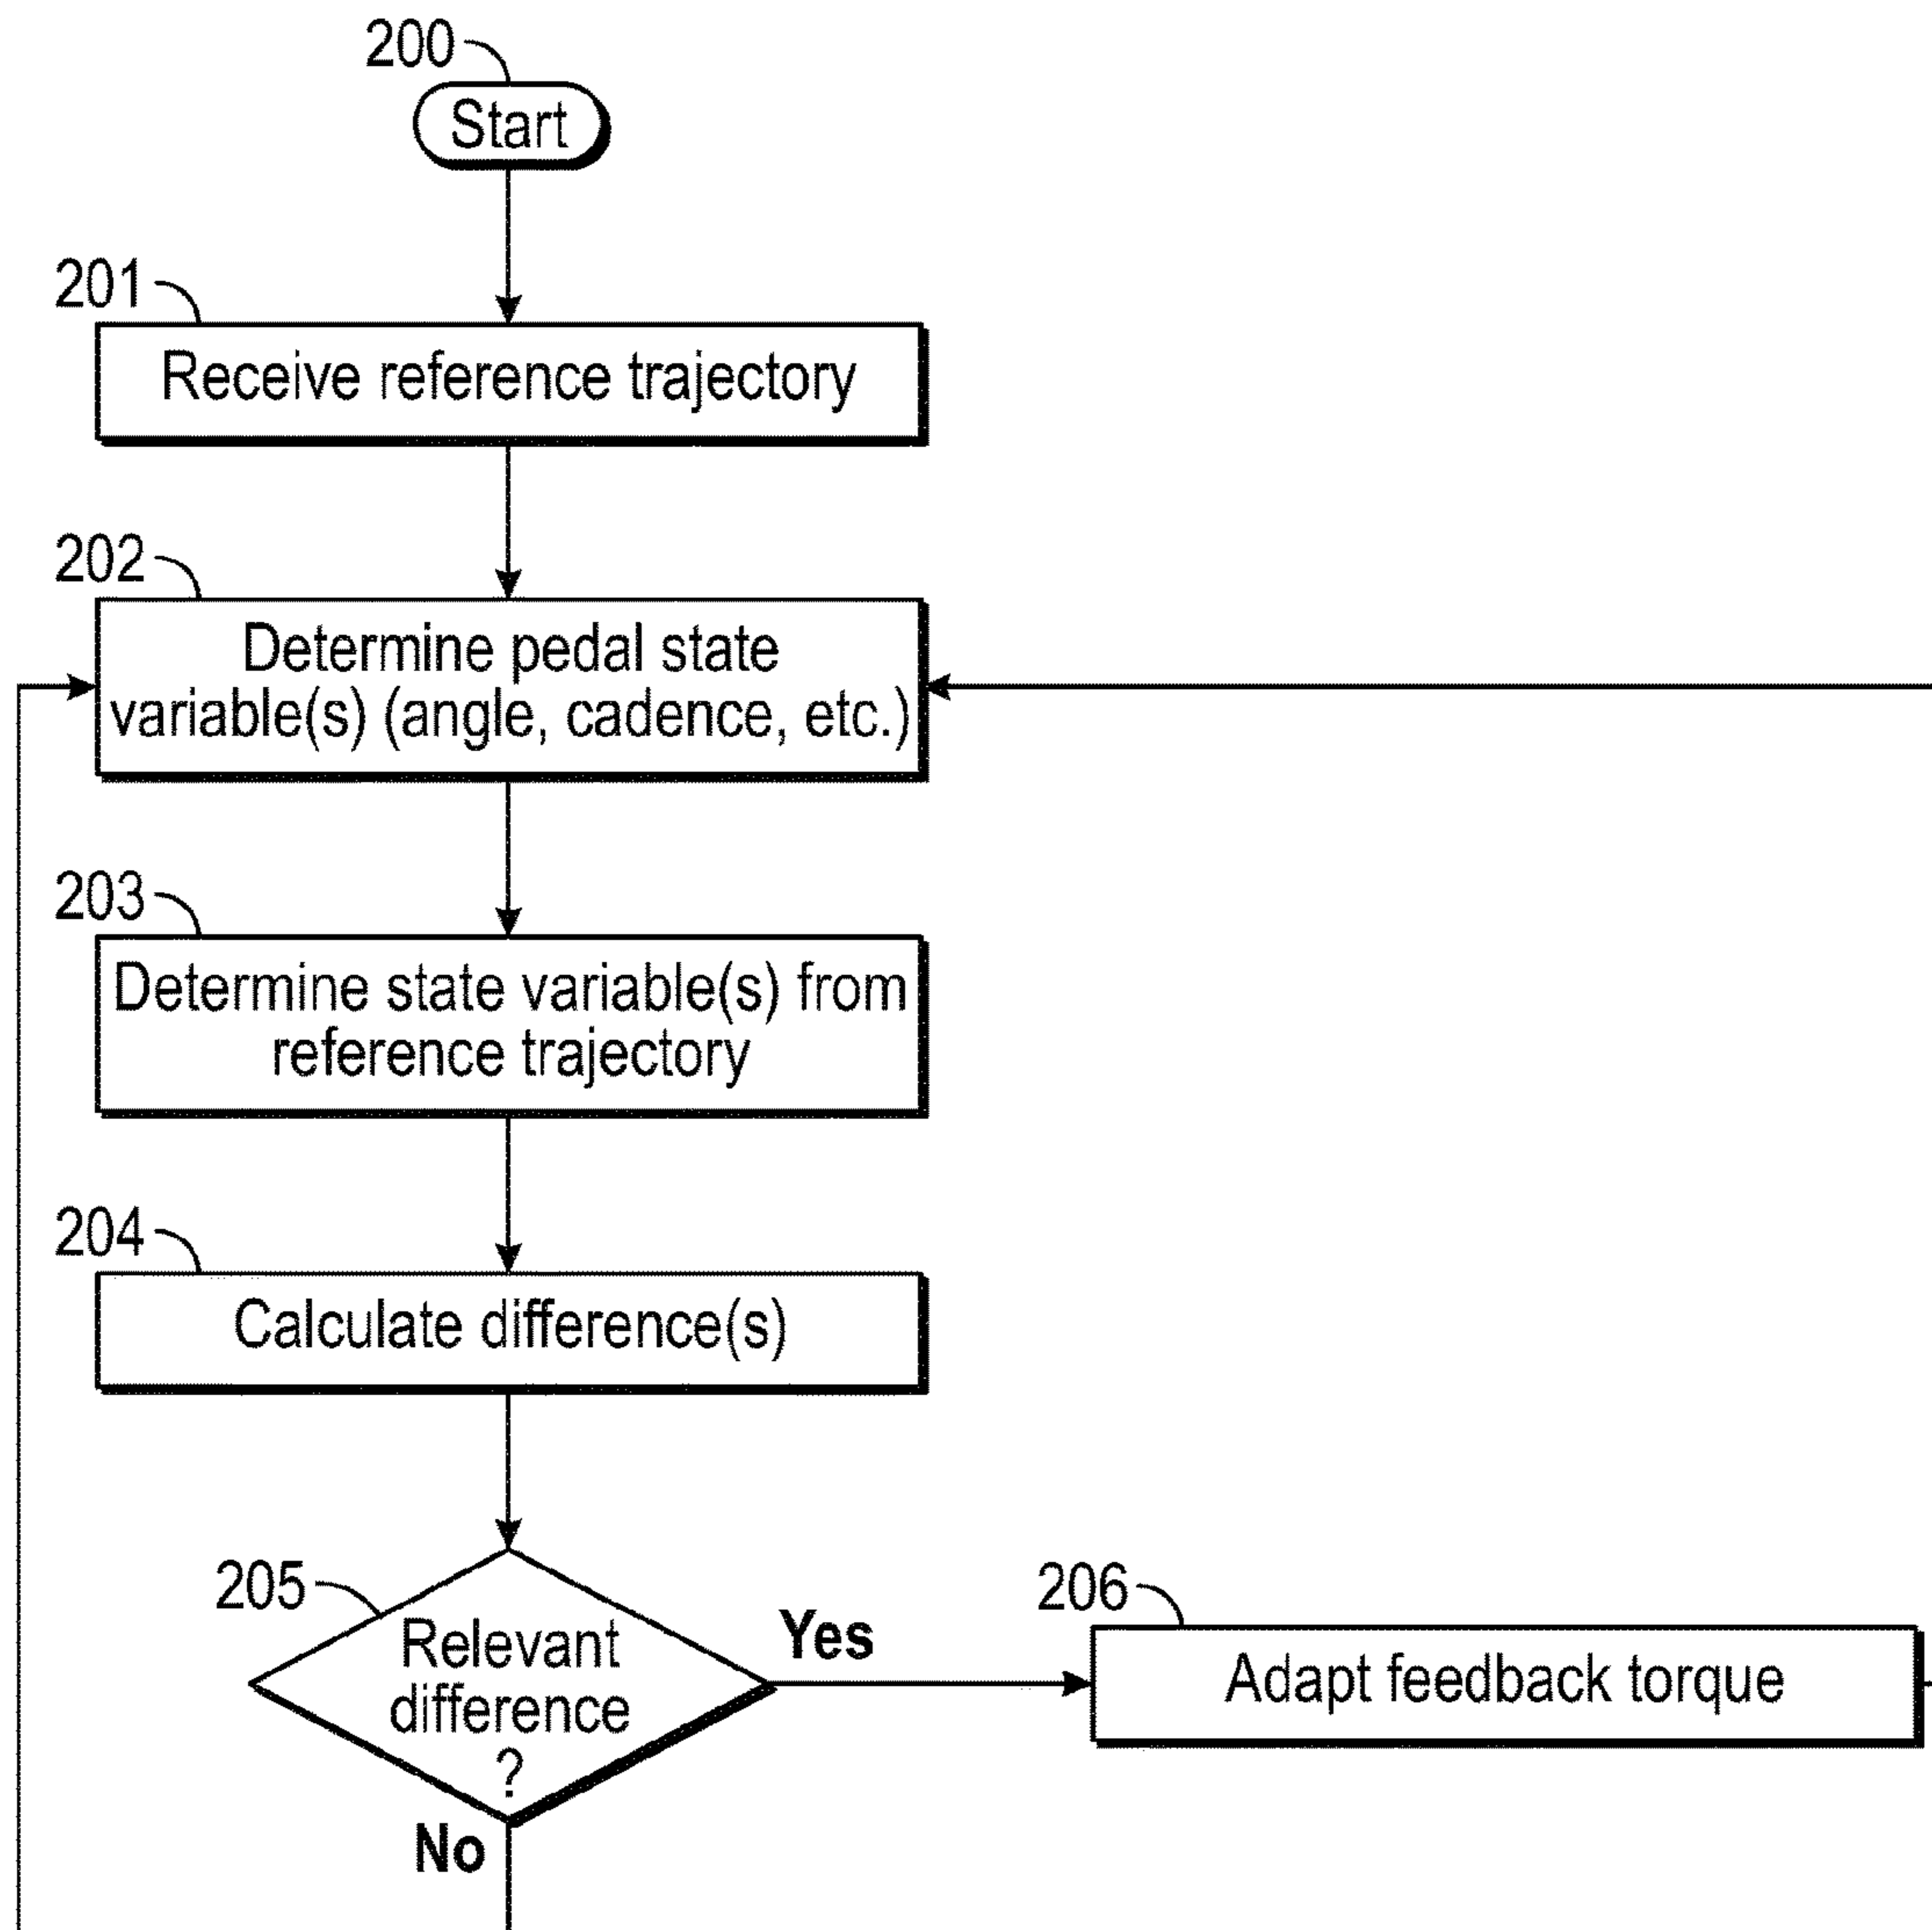 200
Start
201
Receive reference trajectory
202
Determine pedal state
variable(s) (angle, cadence, etc.)
203
Determine state variable(s) from
reference trajectory
204
Calculate difference(s)
205
Relevant
difference
?
Yes
206
Adapt feedback torque
No